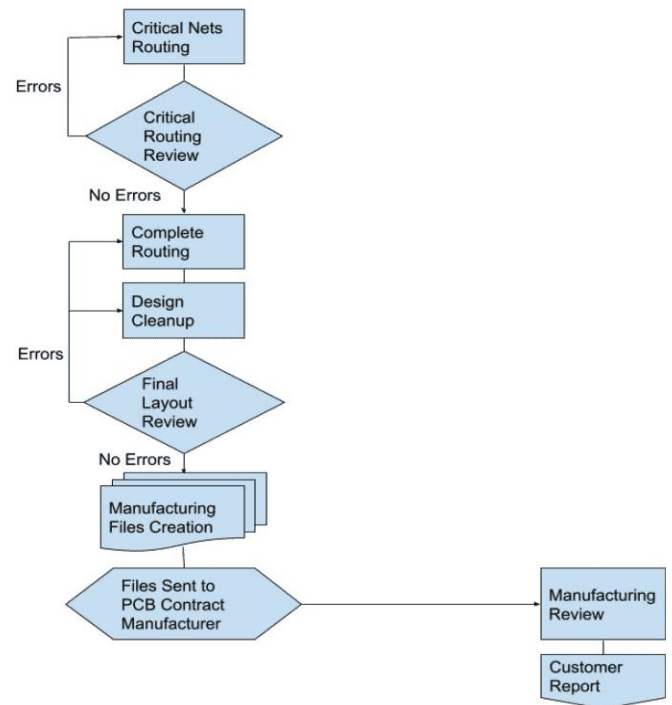 Critical Nets
Routing
Errors
Critical
Routing
Review
No Errors
Complete
Routing
Design
Cleanup
Errors
Final
Layout
Review
No Errors
Manufacturing
Files Creation
Files Sent to
PCB Contract
Manufacturer
Manufacturing
Review
Customer
Report